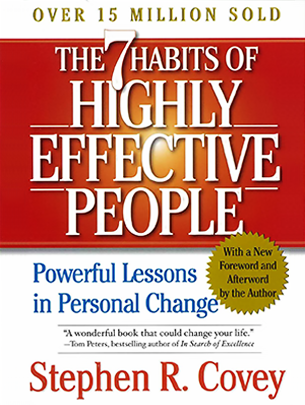 OVER 15 MILLION SOLD
THE 7 HABITS OF
HIGHLY
EFFECTIVE
PEOPLE
Powerful Lessons
in Personal Change
With a New
Foreword and
Afterword
by the Author
"A wonderful book that could change your life."
—Tom Peters, bestselling author of In Search of Excellence
Stephen R. Covey